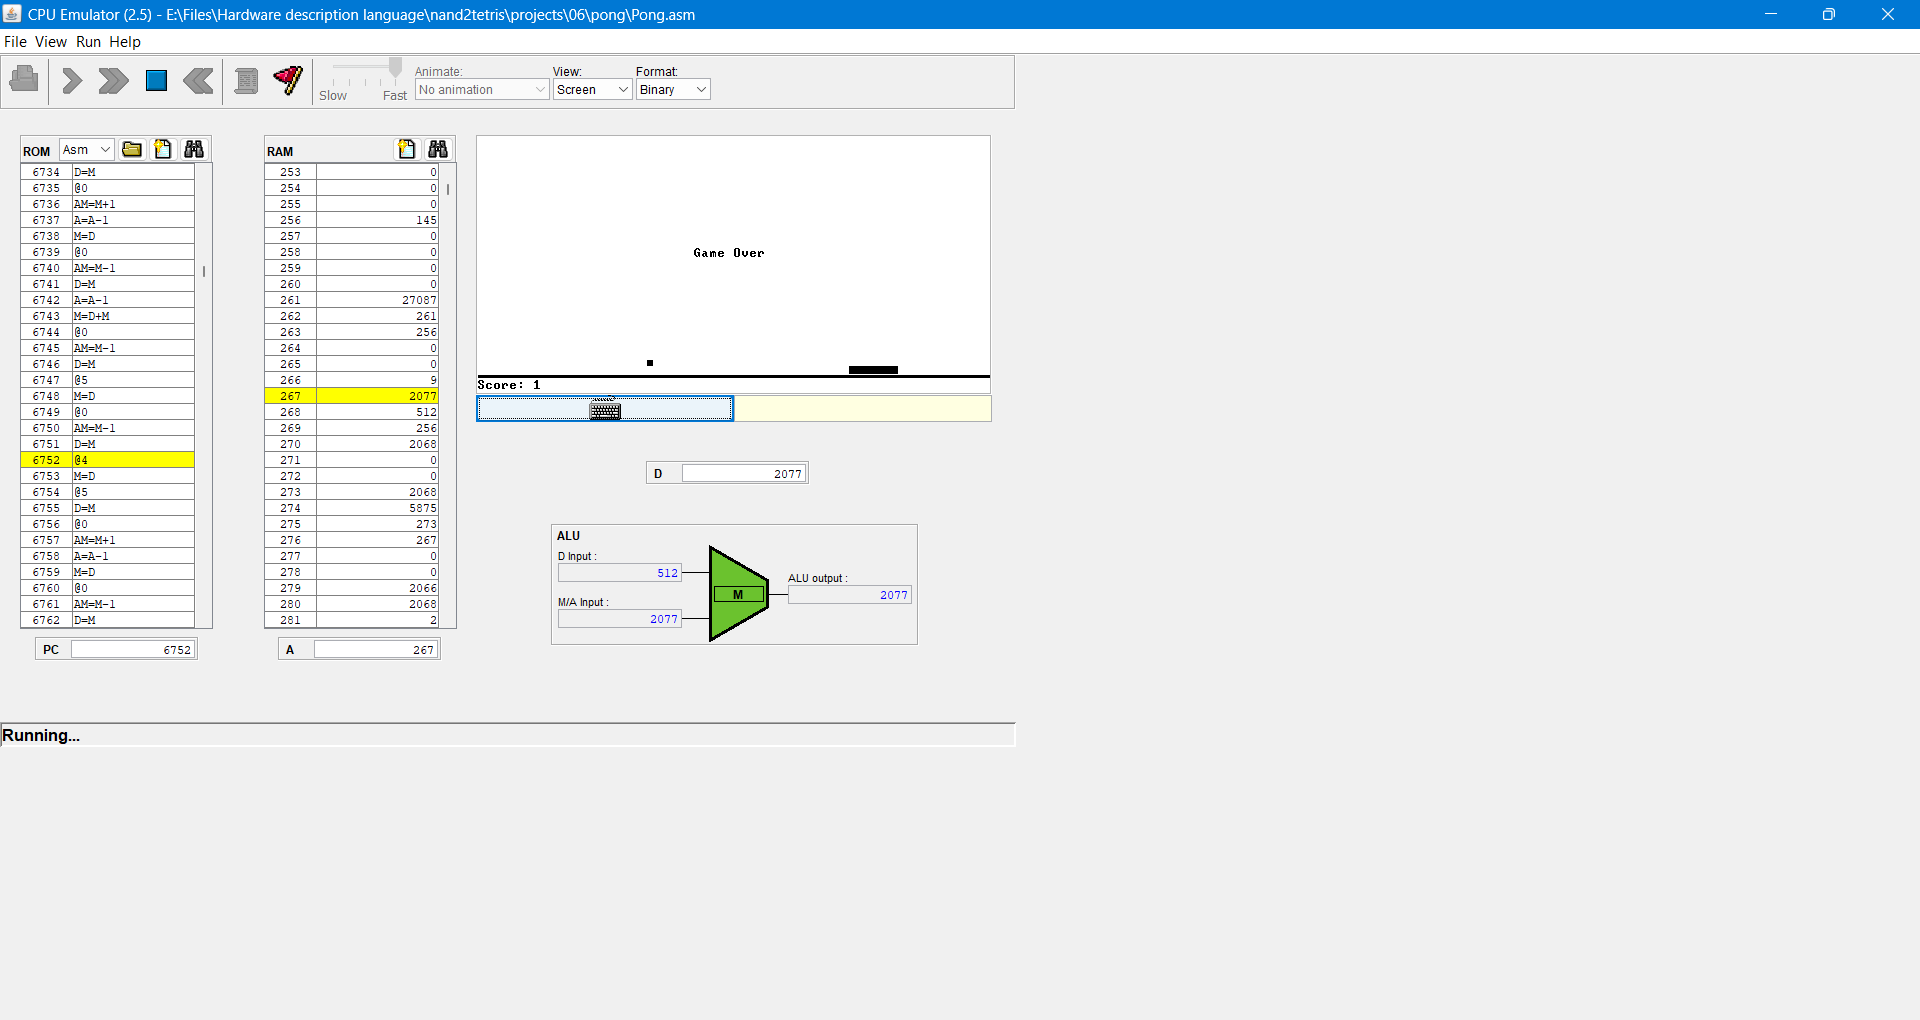 CPU Emulator (2.5) - E:\Files\Hardware description language\nand2tetris\projects\06\pong\Pong.asm
File View Run Help
Slow Fast
Animate:
No animation
View:
Screen
Format:
Binary
ROM Asm
6734 D=M
6735 @0
6736 AM=M+1
6737 A=A-1
6738 M=D
6739 @0
6740 AM=M-1
6741 D=M
6742 A=A-1
6743 M=D+M
6744 @0
6745 AM=M-1
6746 D=M
6747 @5
6748 M=D
6749 @0
6750 AM=M-1
6751 D=M
6752 @4
6753 M=D
6754 @5
6755 D=M
6756 @0
6757 AM=M+1
6758 A=A-1
6759 M=D
6760 @0
6761 AM=M-1
6762 D=M
PC 6752
RAM
253 0
254 0
255 0
256 145
257 0
258 0
259 0
260 0
261 27087
262 261
263 256
264 0
265 0
266 9
267 2077
268 512
269 256
270 2068
271 0
272 0
273 2068
274 5875
275 273
276 267
277 0
278 0
279 2066
280 2068
281 2
A 267
Game Over
Score: 1
D 2077
ALU
D Input :
512
M/A Input :
2077
M
ALU output :
2077
Running...